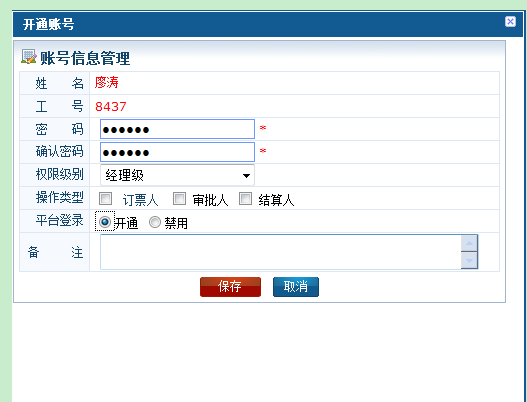 开通账号
账号信息管理
姓 名 廖涛
工 号 8437
密 码 ●●●●●● *
确认密码 ●●●●●● *
权限级别 经理级
操作类型 订票人 审批人 结算人
平台登录 开通 禁用
备 注
保存 取消